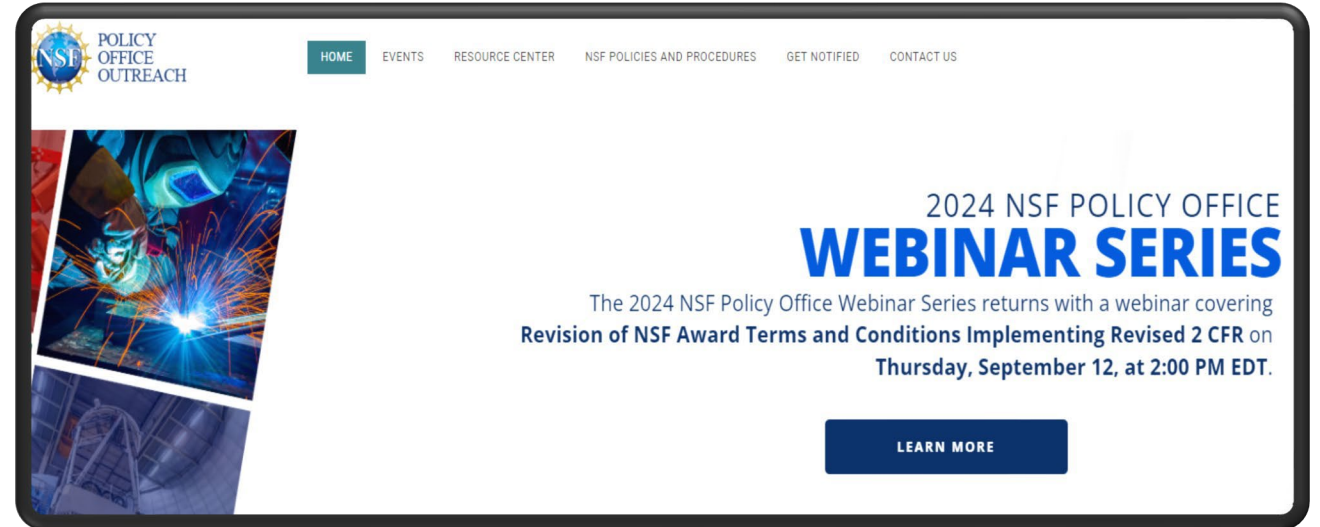 NSF
POLICY
OFFICE
OUTREACH
HOME EVENTS RESOURCE CENTER NSF POLICIES AND PROCEDURES GET NOTIFIED CONTACT US
2024 NSF POLICY OFFICE
WEBINAR SERIES
The 2024 NSF Policy Office Webinar Series returns with a webinar covering
Revision of NSF Award Terms and Conditions Implementing Revised 2 CFR on
Thursday, September 12, at 2:00 PM EDT.
LEARN MORE